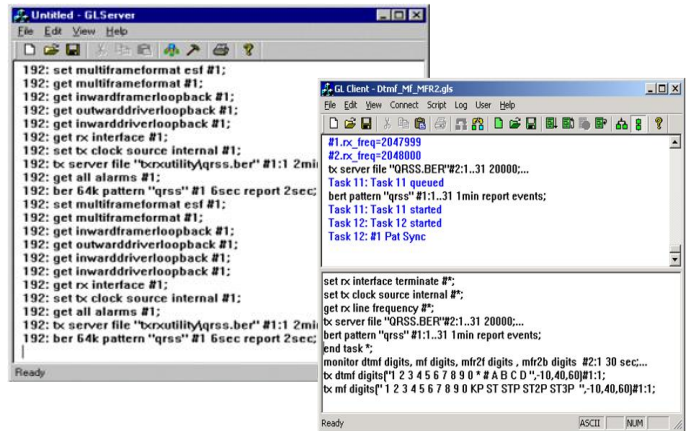 Untitled - GLServer
File Edit View Help
192: set multiframeformat esf #1;
192: get multiframeformat #1;
192: get inwardframerloopback #1;
192: get outwarddriverloopback #1;
192: get inwarddriverloopback #1;
192: get rx interface #1;
192: set tx clock source internal #1;
192: tx server file "txrxutility\qrss.ber" #1:1 2mi
192: get all alarms #1;
192: ber 64k pattern "qrss" #1 6sec report 2sec;
192: set multiframeformat esf #1;
192: get multiframeformat #1;
192: get inwardframerloopback #1;
192: get outwarddriverloopback #1;
192: get inwarddriverloopback #1;
192: get inwarddriverloopback #1;
192: get rx interface #1;
192: set tx clock source internal #1;
192: get all alarms #1;
192: tx server file "txrxutility\qrss.ber" #1:1 2mi
192: ber 64k pattern "qrss" #1 6sec report 2sec;
Ready
GL Client - Dtmf_Mf_MFR2.gls
File Edit View Connect Script Log User Help
#1.rx_freq=2047999
#2.rx_freq=2048000
tx server file "QRSS.BER"#2:1..31 20000;...
Task 11: Task 11 queued
bert pattern "qrss" #1:1..31 1min report events;
Task 11: Task 11 started
Task 12: Task 12 started
Task 12: #1 Pat Sync
set rx interface terminate #*;
set tx clock source internal #*;
get rx line frequency #*;
tx server file "QRSS.BER"#2:1..31 20000;...
bert pattern "qrss" #1:1..31 1min report events;
end task *;
monitor dtmf digits, mf digits, mfr2f digits , mfr2b digits #2:1 30 sec;...
tx dtmf digits("1 2 3 4 5 6 7 8 9 0 * # A B C D ",-10,40,60)#1:1;
tx mf digits(" 1 2 3 4 5 6 7 8 9 0 KP ST STP ST2P ST3P ",-10,40,60)#1:1;
Ready
ASCII NUM